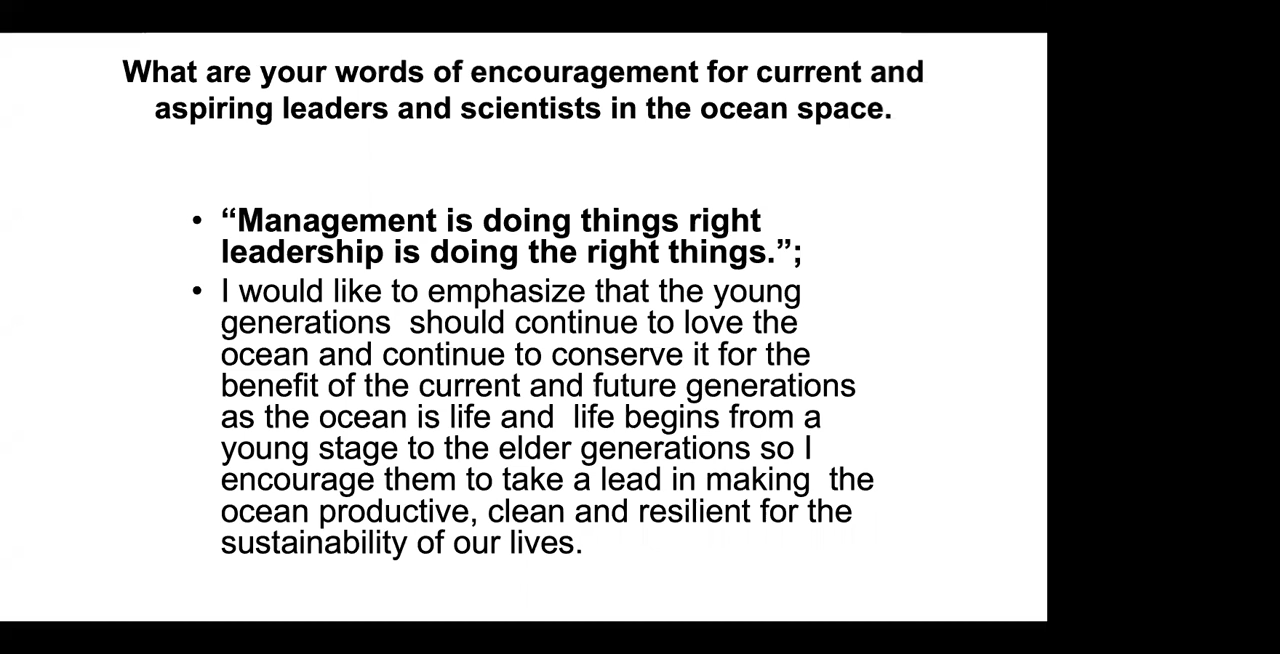 What are your words of encouragement for current and
aspiring leaders and scientists in the ocean space.
• “Management is doing things right
leadership is doing the right things.”;
• I would like to emphasize that the young
generations  should continue to love the
ocean and continue to conserve it for the
benefit of the current and future generations
as the ocean is life and  life begins from a
young stage to the elder generations so I
encourage them to take a lead in making  the
ocean productive, clean and resilient for the
sustainability of our lives.